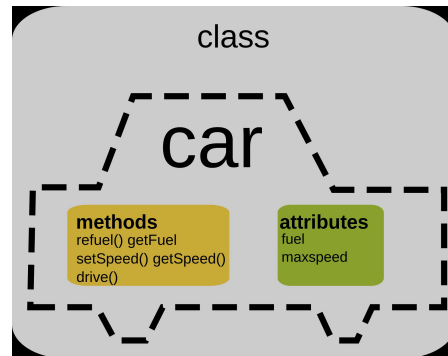 class
car
methods
refuel() getFuel
setSpeed() getSpeed()
drive()
attributes
fuel
maxspeed